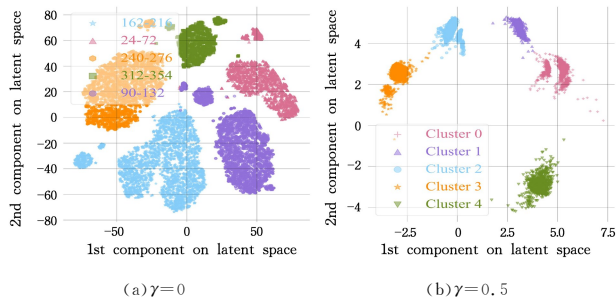 80
60
40
20
0
−20
−40
−60
−80
−50
0
50
2nd component on latent space
1st component on latent space
162-216
24-72
240-276
312-354
90-132
(a)γ=0
6
4
2
0
−2
−4
−2.5
0
2.5
5.0
7.5
2nd component on latent space
1st component on latent space
Cluster 0
Cluster 1
Cluster 2
Cluster 3
Cluster 4
(b)γ=0.5